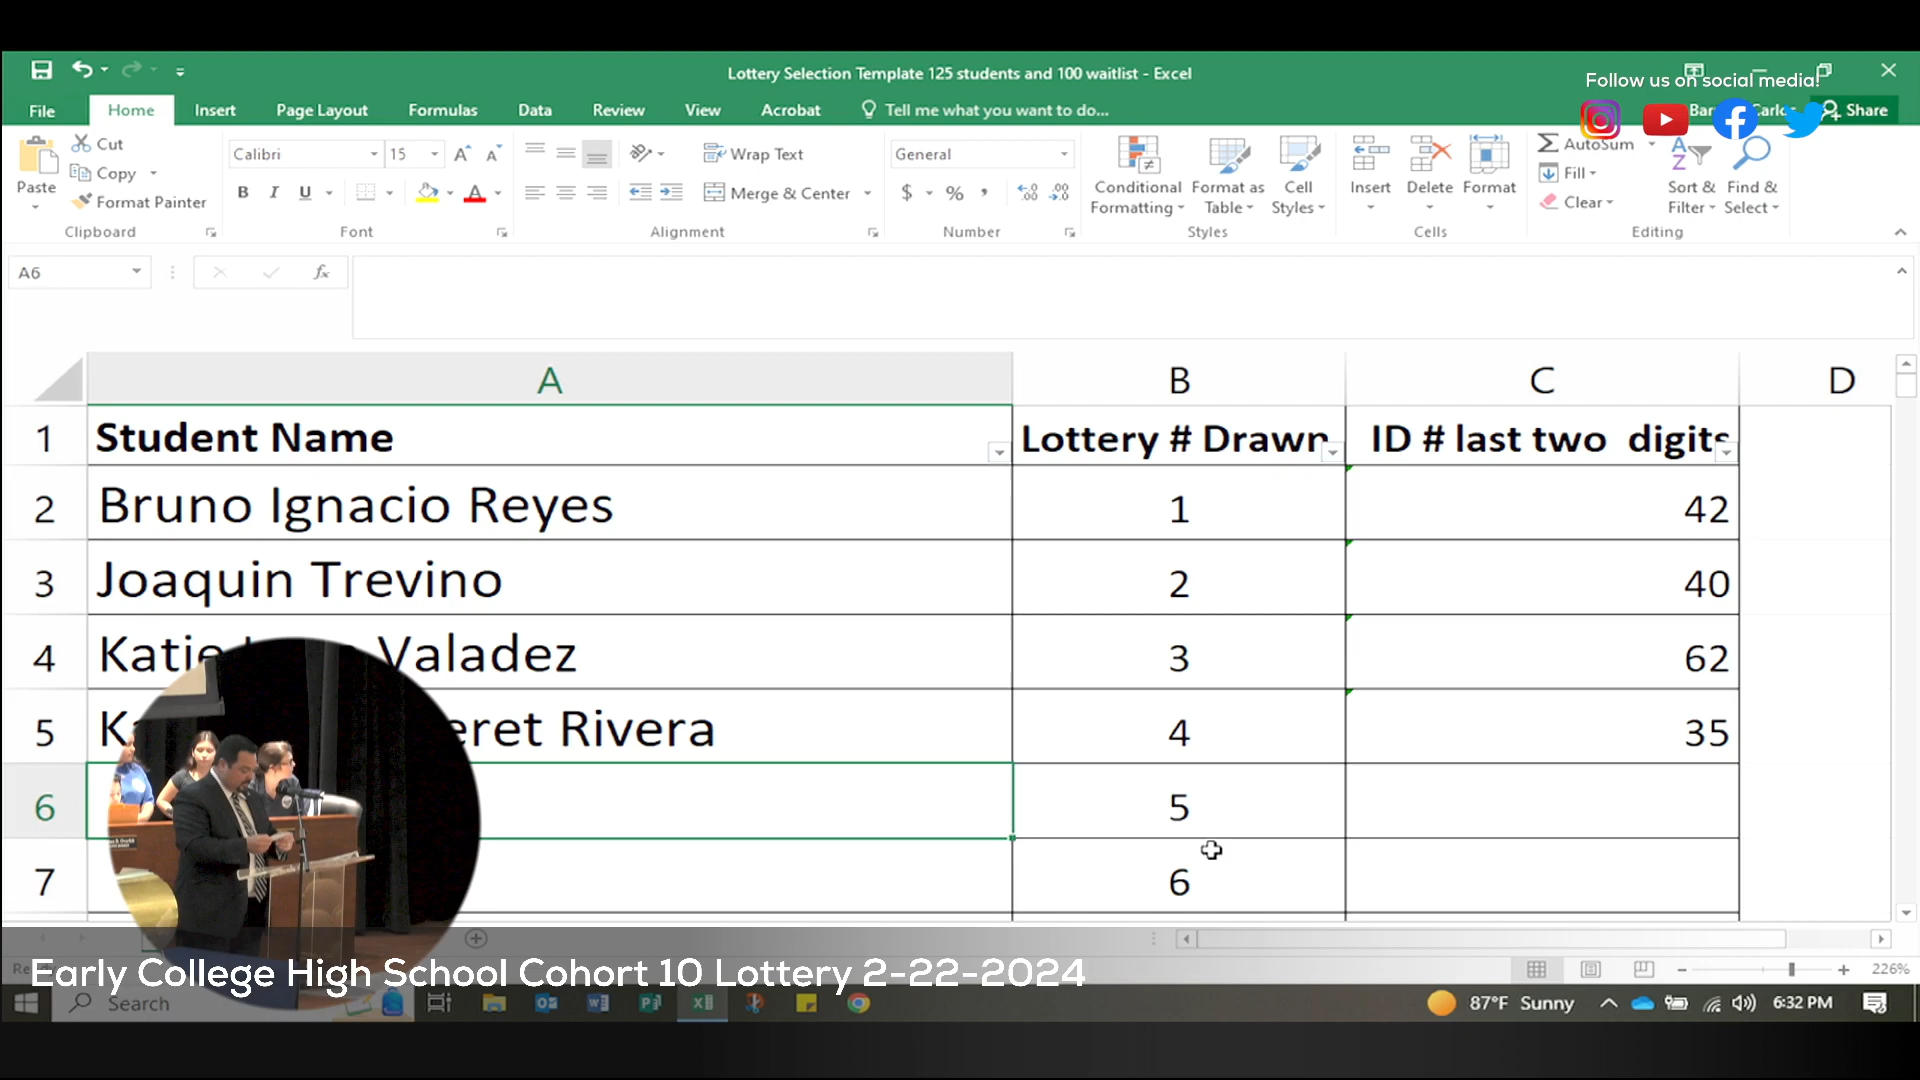 Lottery Selection Template 125 students and 100 waitlist - Excel
Follow us on social media!
File Home Insert Page Layout Formulas Data Review View Acrobat Tell me what you want to do... Share
Cut
Copy
Format Painter
Paste
Clipboard
Calibri 15
B I U
Font
Wrap Text
Merge & Center
Alignment
General
$ % ,
Number
Conditional Formatting
Format as Table
Cell Styles
Styles
Insert Delete Format
Cells
AutoSum
Fill
Clear
Sort & Filter
Find & Select
Editing
A6 fx
A B C D
1 Student Name Lottery # Drawn ID # last two digits
2 Bruno Ignacio Reyes 1 42
3 Joaquin Trevino 2 40
4 Katie Valadez 3 62
5 Rivera 4 35
6 5
7 6
226%
Early College High School Cohort 10 Lottery 2-22-2024
Search 87°F Sunny 6:32 PM